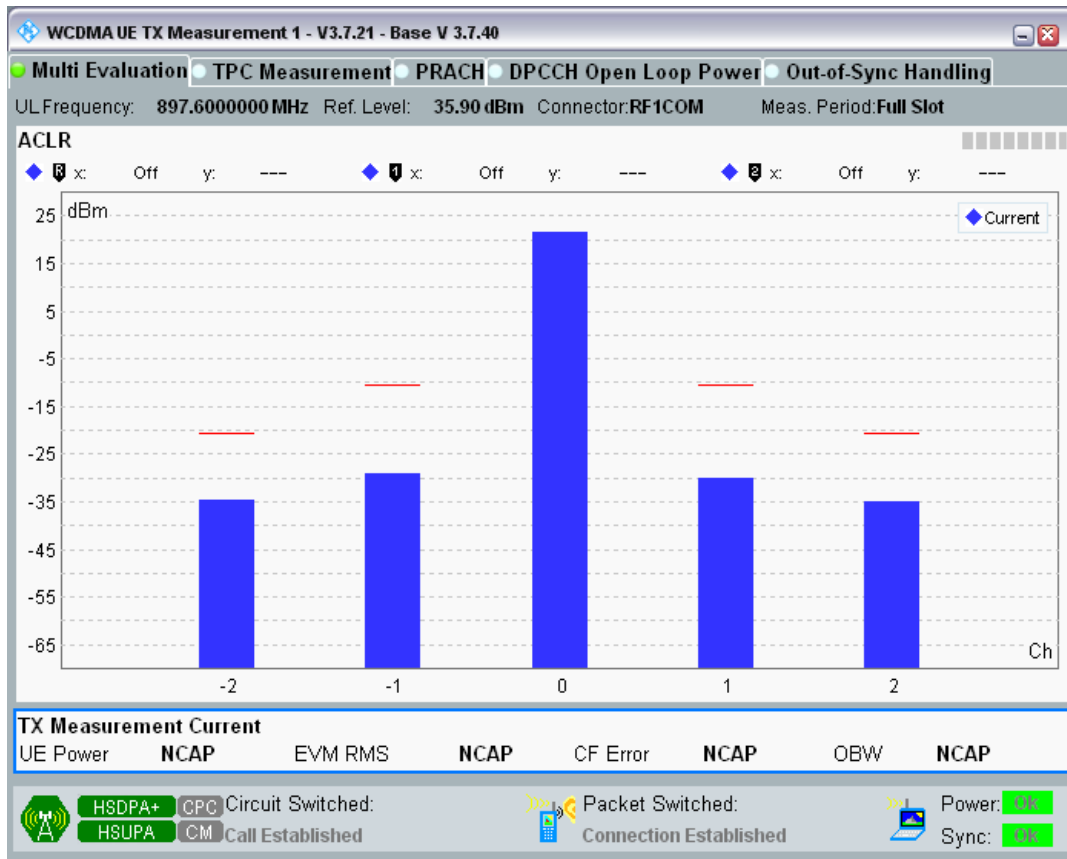 WCDMA UE TX Measurement 1 - V3.7.21 - Base V 3.7.40
Multi Evaluation TPC Measurement PRACH DPCCH Open Loop Power Out-of-Sync Handling
UL Frequency: 897.6000000 MHz Ref. Level: 35.90 dBm Connector:RF1COM Meas. Period:Full Slot
ACLR
R x: Off y: --- 1 x: Off y: --- 2 x: Off y: ---
dBm
Current
25
15
5
-5
-15
-25
-35
-45
-55
-65
Ch
-2 -1 0 1 2
TX Measurement Current
UE Power NCAP EVM RMS NCAP CF Error NCAP OBW NCAP
HSDPA+ CPC Circuit Switched: Packet Switched: Power: Ok
HSUPA CM Call Established Connection Established Sync: Ok